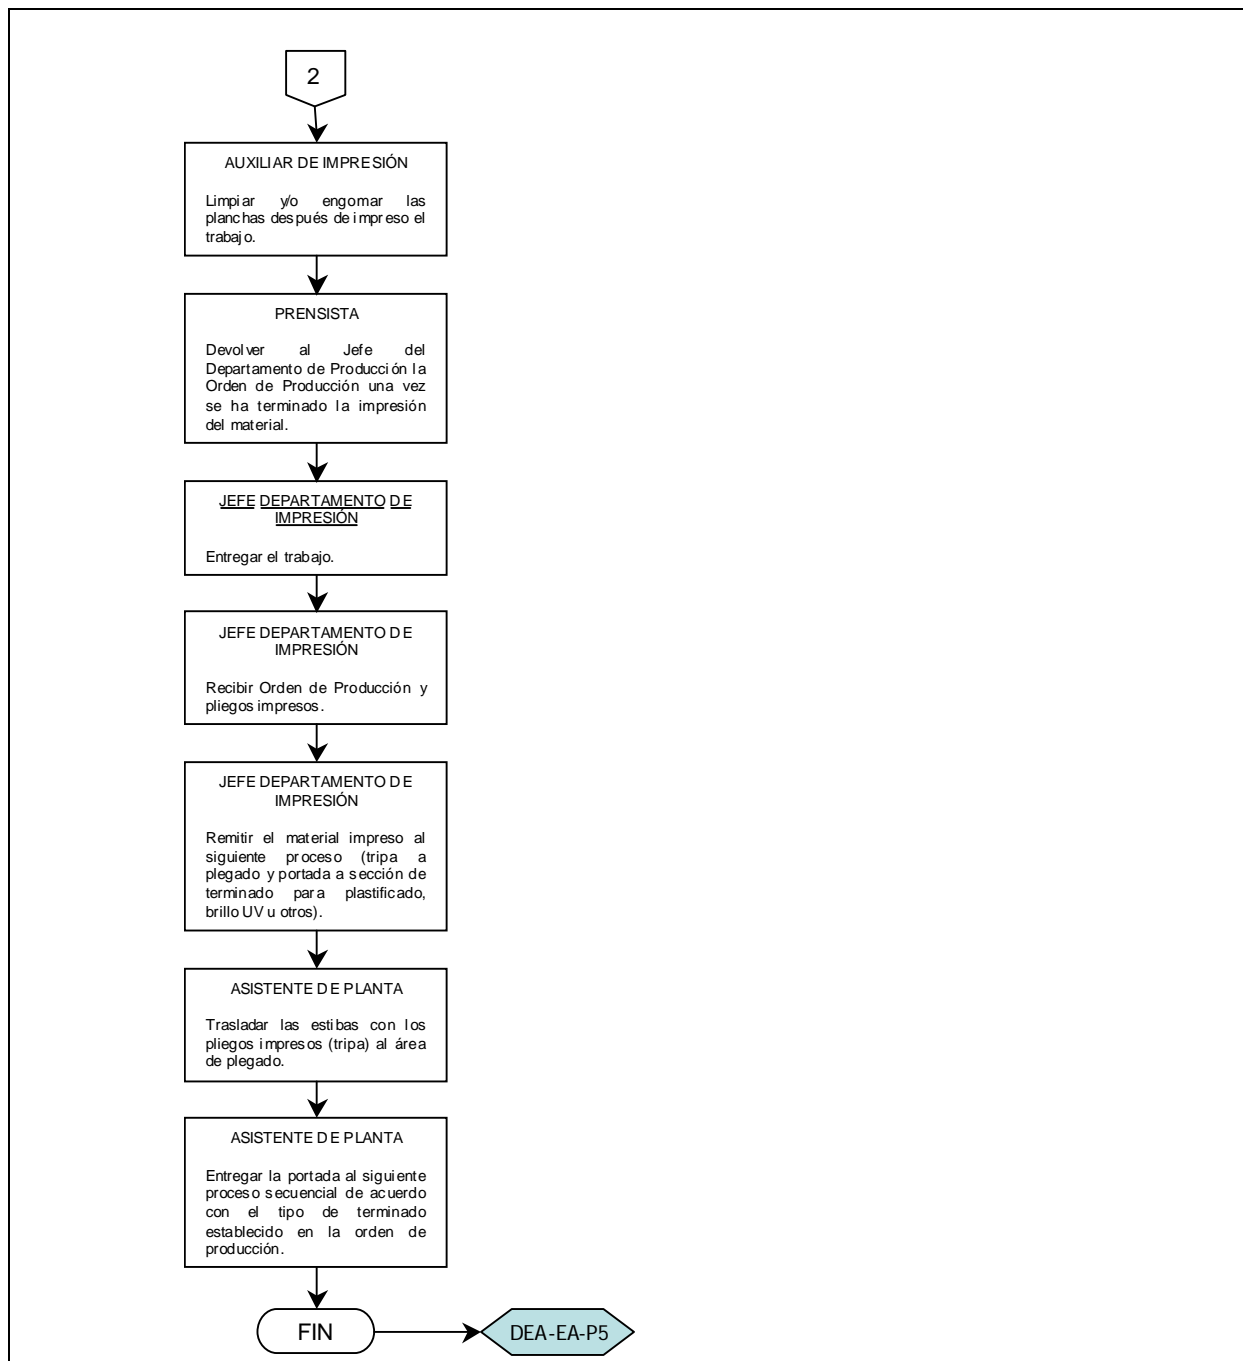 2
AUXILIAR DE IMPRESIÓN
Limpiar y/o engomar las
planchas después de impreso el
trabajo.
PRENSISTA
Devolver al Jefe del
Departamento de Producción la
Orden de Producción una vez
se ha terminado la impresión
del material.
JEFE DEPARTAMENTO DE
IMPRESIÓN
Entregar el trabajo.
JEFE DEPARTAMENTO DE
IMPRESIÓN
Recibir Orden de Producción y
pliegos impresos.
JEFE DEPARTAMENTO DE
IMPRESIÓN
Remitir el material impreso al
siguiente proceso (tripa a
plegado y portada a sección de
terminado para plastificado,
brillo UV u otros).
ASISTENTE DE PLANTA
Trasladar las estibas con los
pliegos impresos (tripa) al área
de plegado.
ASISTENTE DE PLANTA
Entregar la portada al siguiente
proceso secuencial de acuerdo
con el tipo de terminado
establecido en la orden de
producción.
FIN
DEA-EA-P5